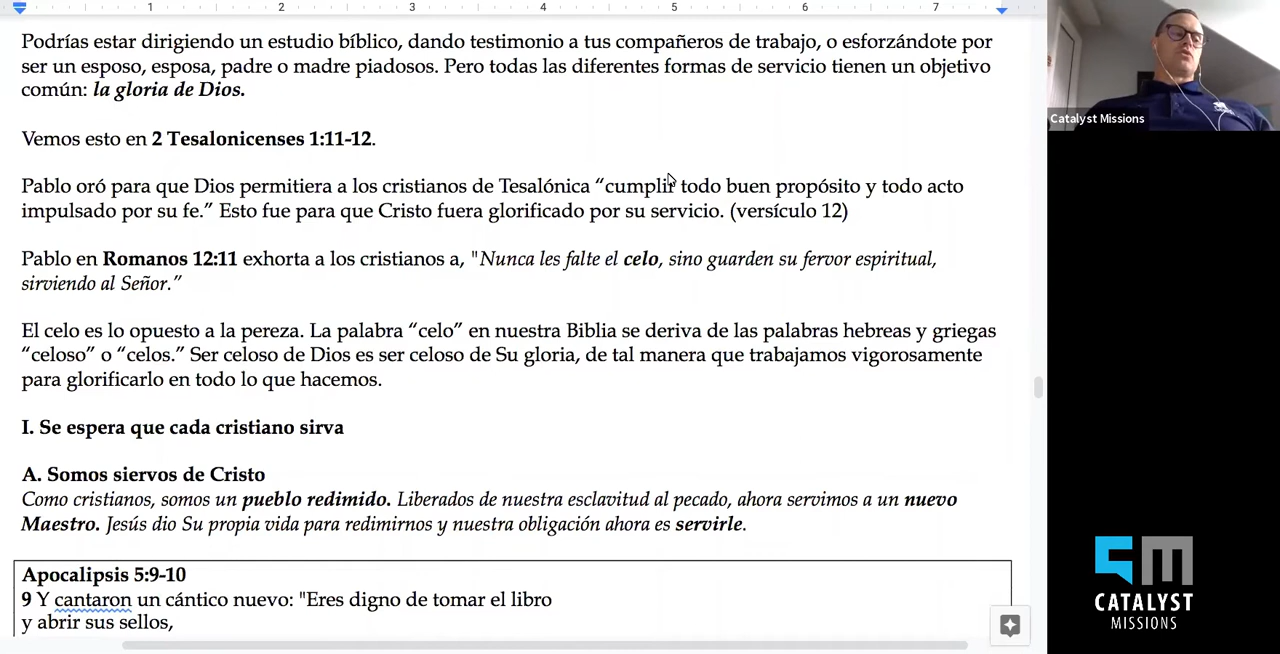 1 2 3 4 5 6 7
Podrías estar dirigiendo un estudio bíblico, dando testimonio a tus compañeros de trabajo, o esforzándote por
ser un esposo, esposa, padre o madre piadosos. Pero todas las diferentes formas de servicio tienen un objetivo
común: la gloria de Dios.
Vemos esto en 2 Tesalonicenses 1:11-12.
Pablo oró para que Dios permitiera a los cristianos de Tesalónica “cumplir todo buen propósito y todo acto
impulsado por su fe.” Esto fue para que Cristo fuera glorificado por su servicio. (versículo 12)
Pablo en Romanos 12:11 exhorta a los cristianos a, "Nunca les falte el celo, sino guarden su fervor espiritual,
sirviendo al Señor.”
El celo es lo opuesto a la pereza. La palabra “celo” en nuestra Biblia se deriva de las palabras hebreas y griegas
“celoso” o “celos.” Ser celoso de Dios es ser celoso de Su gloria, de tal manera que trabajamos vigorosamente
para glorificarlo en todo lo que hacemos.
I. Se espera que cada cristiano sirva
A. Somos siervos de Cristo
Como cristianos, somos un pueblo redimido. Liberados de nuestra esclavitud al pecado, ahora servimos a un nuevo
Maestro. Jesús dio Su propia vida para redimirnos y nuestra obligación ahora es servirle.
Apocalipsis 5:9-10
9 Y cantaron un cántico nuevo: "Eres digno de tomar el libro
y abrir sus sellos,
Catalyst Missions
CM
CATALYST
MISSIONS